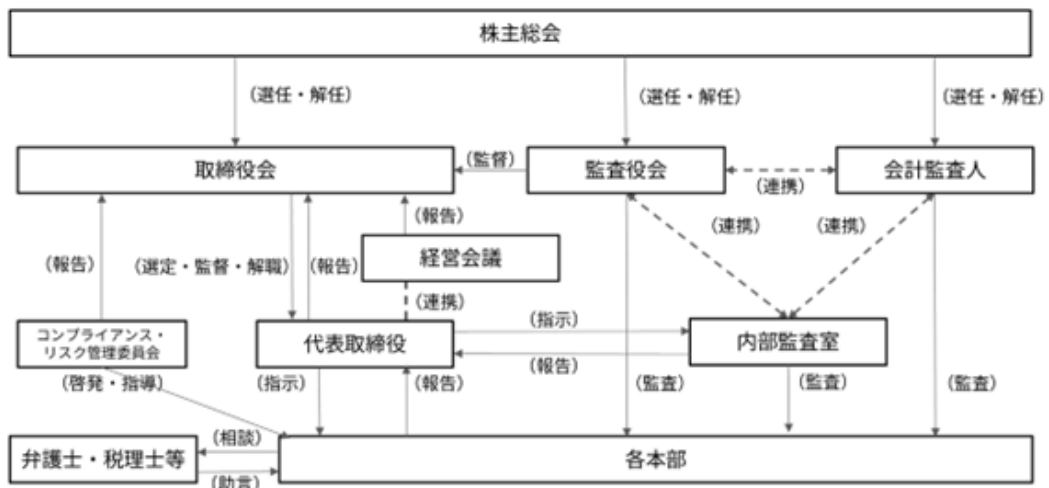 株主総会
(選任・解任)
(選任・解任)
(選任・解任)
取締役会
(監督)
監査役会
(連携)
会計監査人
(報告)
(連携)
(連携)
経営会議
(報告)
(選定・監督・解職)
(報告)
(連携)
コンプライアンス・
リスク管理委員会
代表取締役
(指示)
内部監査室
(報告)
(啓発・指導)
(指示)
(報告)
(監査)
(監査)
(監査)
(相談)
弁護士・税理士等
各本部
(助言)